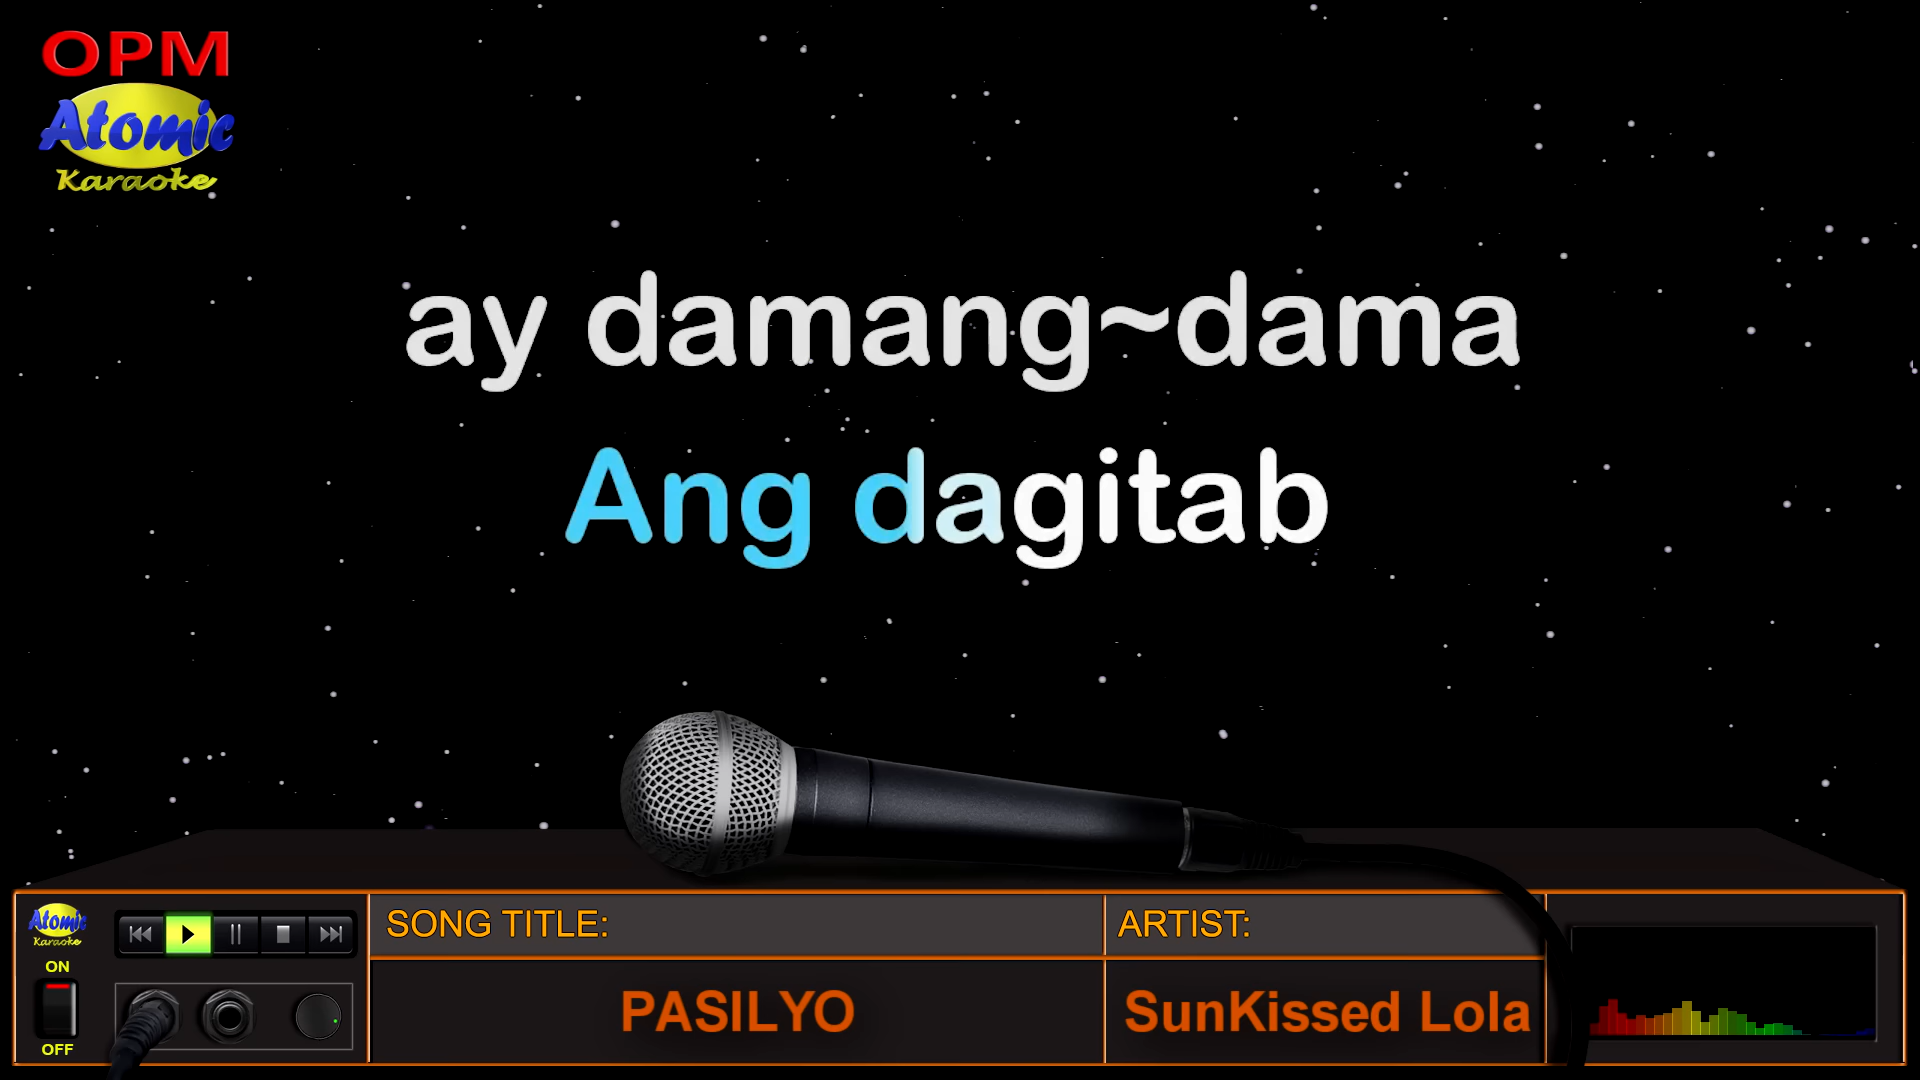 OPM
Atomic
Karaoke
ay damang~dama
Ang dagitab
Atomic
Karaoke
ON
OFF
SONG TITLE:
PASILYO
ARTIST:
SunKissed Lola